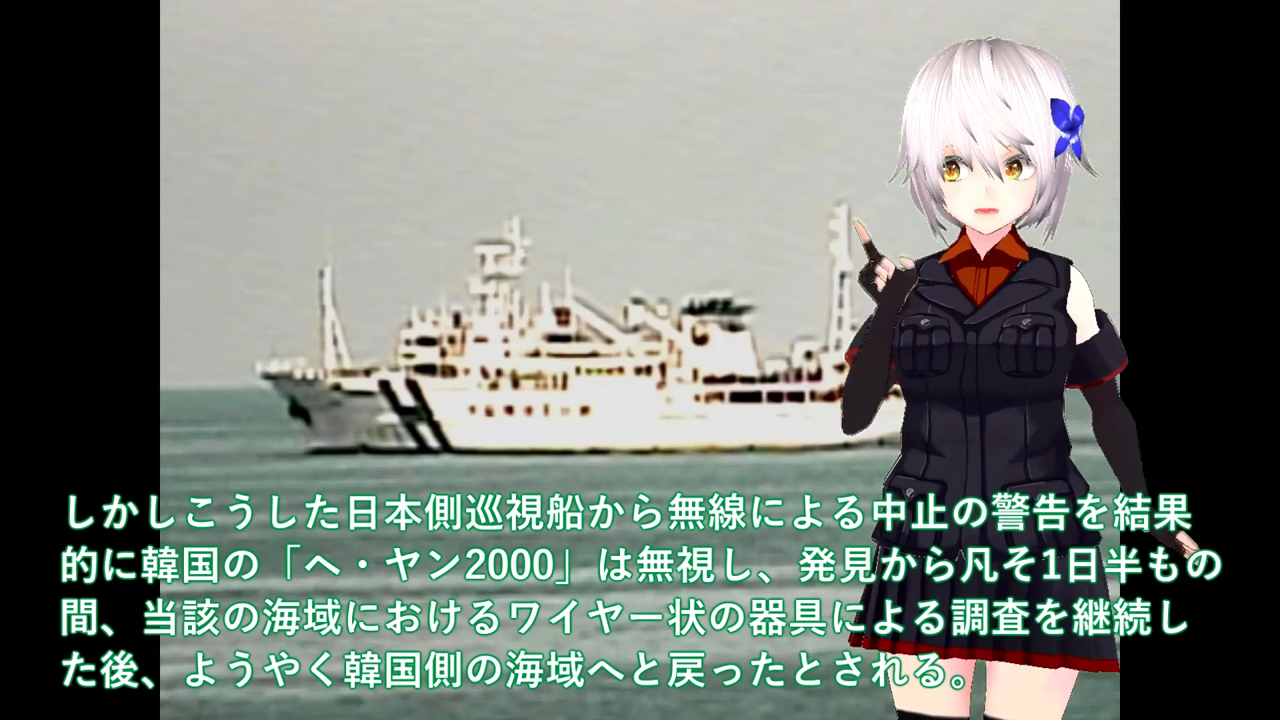 しかしこうした日本側巡視船から無線による中止の警告を結果
的に韓国の「ヘ・ヤン2000」は無視し、発見から凡そ1日半もの
間、当該の海域におけるワイヤー状の器具による調査を継続し
た後、ようやく韓国側の海域へと戻ったとされる。